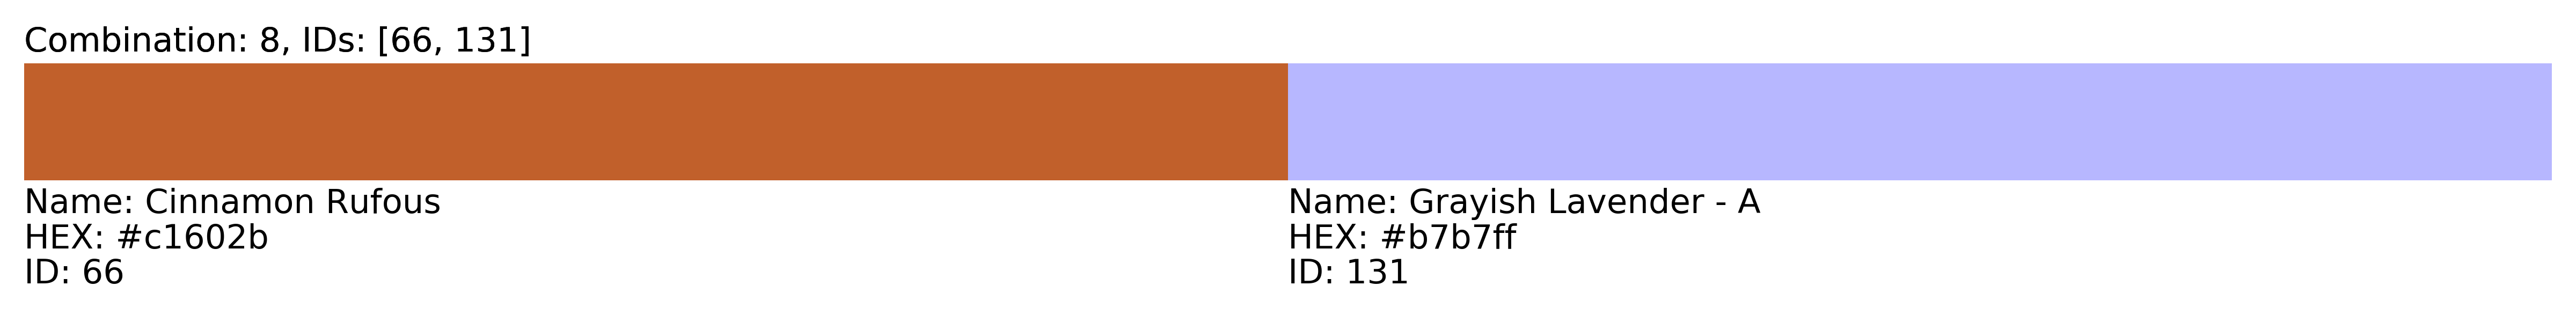 Combination: 8, IDs: [66, 131]
Name: Cinnamon Rufous
HEX: #c1602b
ID: 66
Name: Grayish Lavender - A
HEX: #b7b7ff
ID: 131